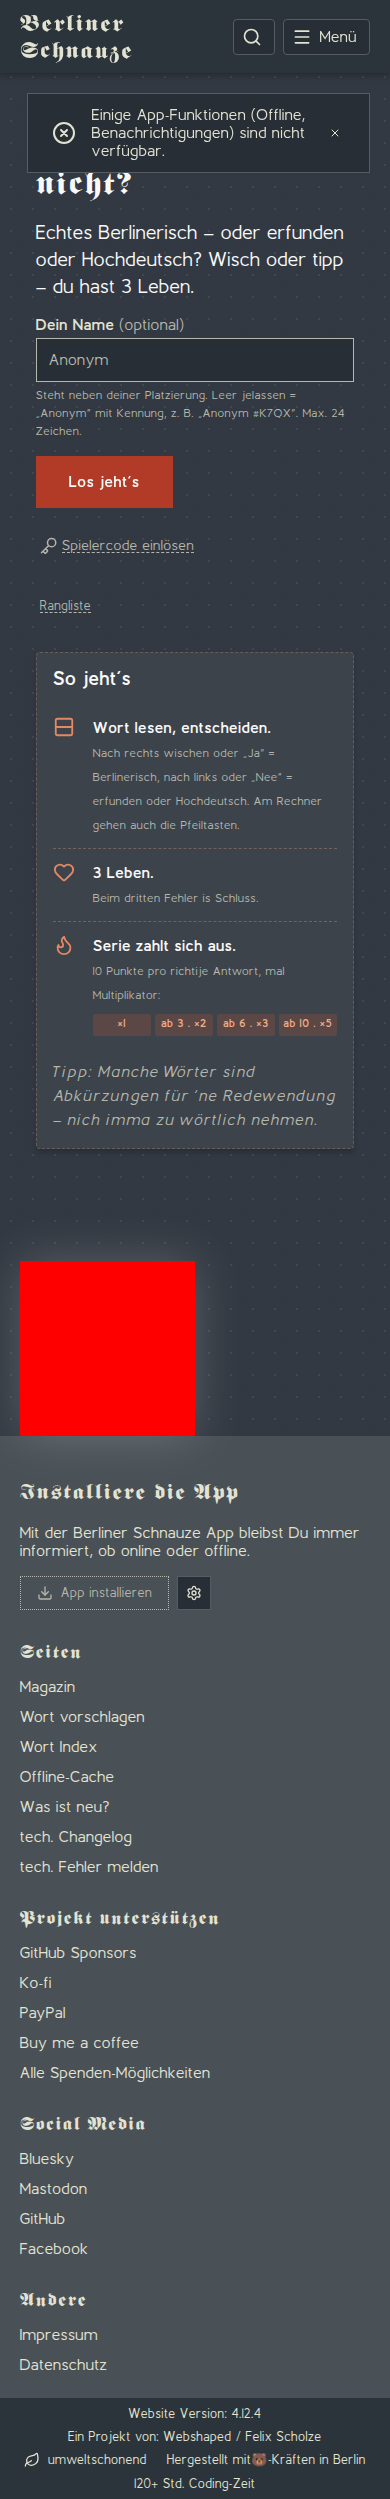 Berliner
Schnauze
Menü
Einige App-Funktionen (Offline,
Benachrichtigungen) sind nicht
verfügbar.
nicht?
Echtes Berlinerisch – oder erfunden
oder Hochdeutsch? Wisch oder tipp
– du hast 3 Leben.
Dein Name (optional)
Anonym
Steht neben deiner Platzierung. Leer jelassen =
„Anonym“ mit Kennung, z. B. „Anonym #K7QX“. Max. 24
Zeichen.
Los jeht's
Spielercode einlösen
Rangliste
So jeht's
Wort lesen, entscheiden.
Nach rechts wischen oder „Ja“ =
Berlinerisch, nach links oder „Nee“ =
erfunden oder Hochdeutsch. Am Rechner
gehen auch die Pfeiltasten.
3 Leben.
Beim dritten Fehler is Schluss.
Serie zahlt sich aus.
10 Punkte pro richtije Antwort, mal
Multiplikator:
×1 ab 3 . ×2 ab 6 . ×3 ab 10 . ×5
Tipp: Manche Wörter sind
Abkürzungen für 'ne Redewendung
– nich imma zu wörtlich nehmen.
Installiere die App
Mit der Berliner Schnauze App bleibst Du immer
informiert, ob online oder offline.
App installieren
Seiten
Magazin
Wort vorschlagen
Wort Index
Offline-Cache
Was ist neu?
tech. Changelog
tech. Fehler melden
Projekt unterstützen
GitHub Sponsors
Ko-fi
PayPal
Buy me a coffee
Alle Spenden-Möglichkeiten
Social Media
Bluesky
Mastodon
GitHub
Facebook
Andere
Impressum
Datenschutz
Website Version: 4.12.4
Ein Projekt von: Webshaped / Felix Scholze
umweltschonend Hergestellt mit🐻-Kräften in Berlin
120+ Std. Coding-Zeit